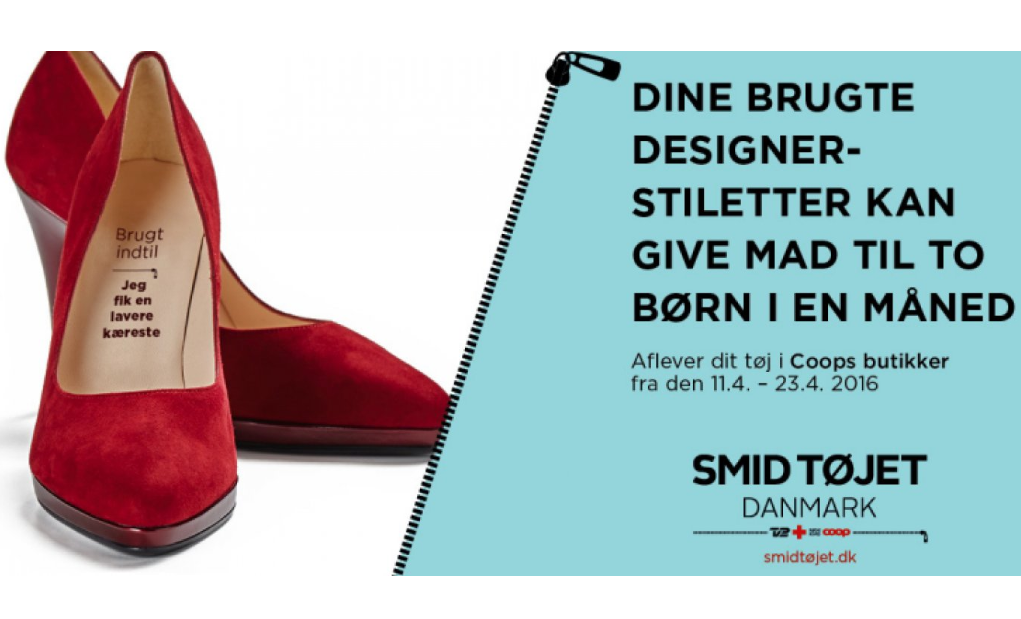 Brugt
indtil
Jeg
fik en
lavere
kæreste
DINE BRUGTE
DESIGNER-
STILETTER KAN
GIVE MAD TIL TO
BØRN I EN MÅNED
Aflever dit tøj i Coops butikker
fra den 11.4. – 23.4. 2016
SMID TØJET
DANMARK
TV2 coop
smidtøjet.dk